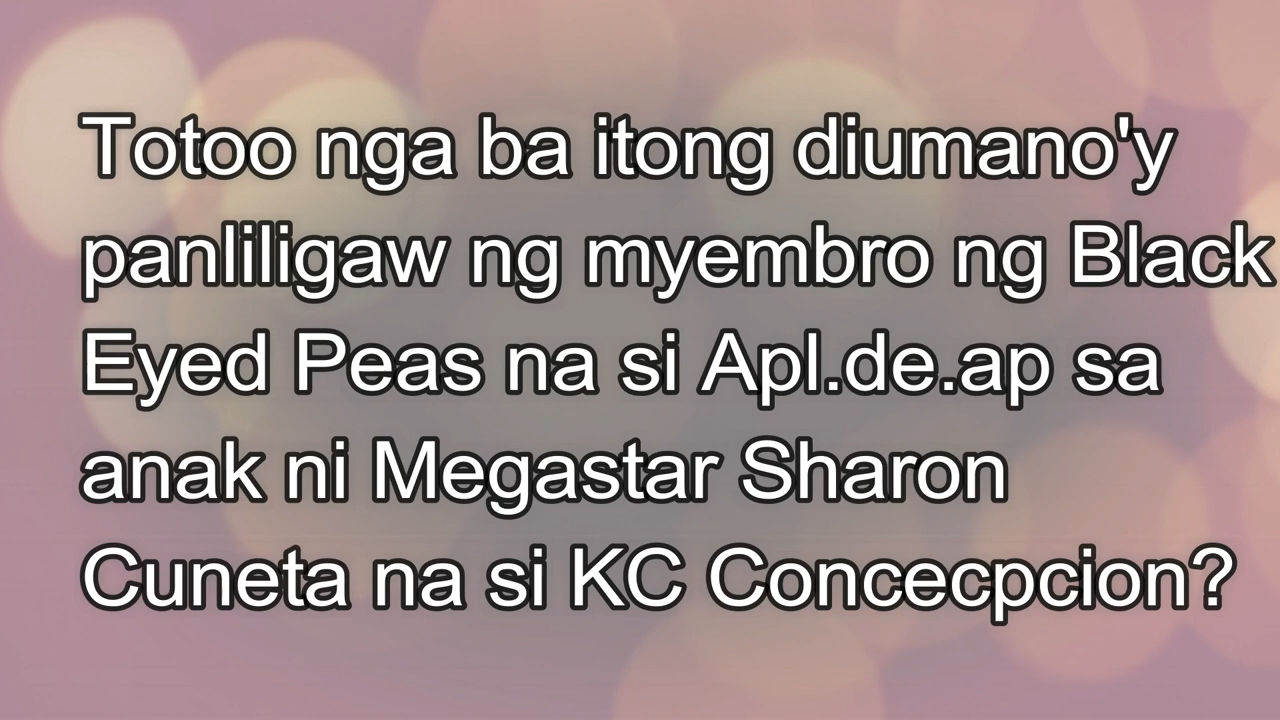 Totoo nga ba itong diumano'y
panliligaw ng myembro ng Black
Eyed Peas na si Apl.de.ap sa
anak ni Megastar Sharon
Cuneta na si KC Concecpcion?